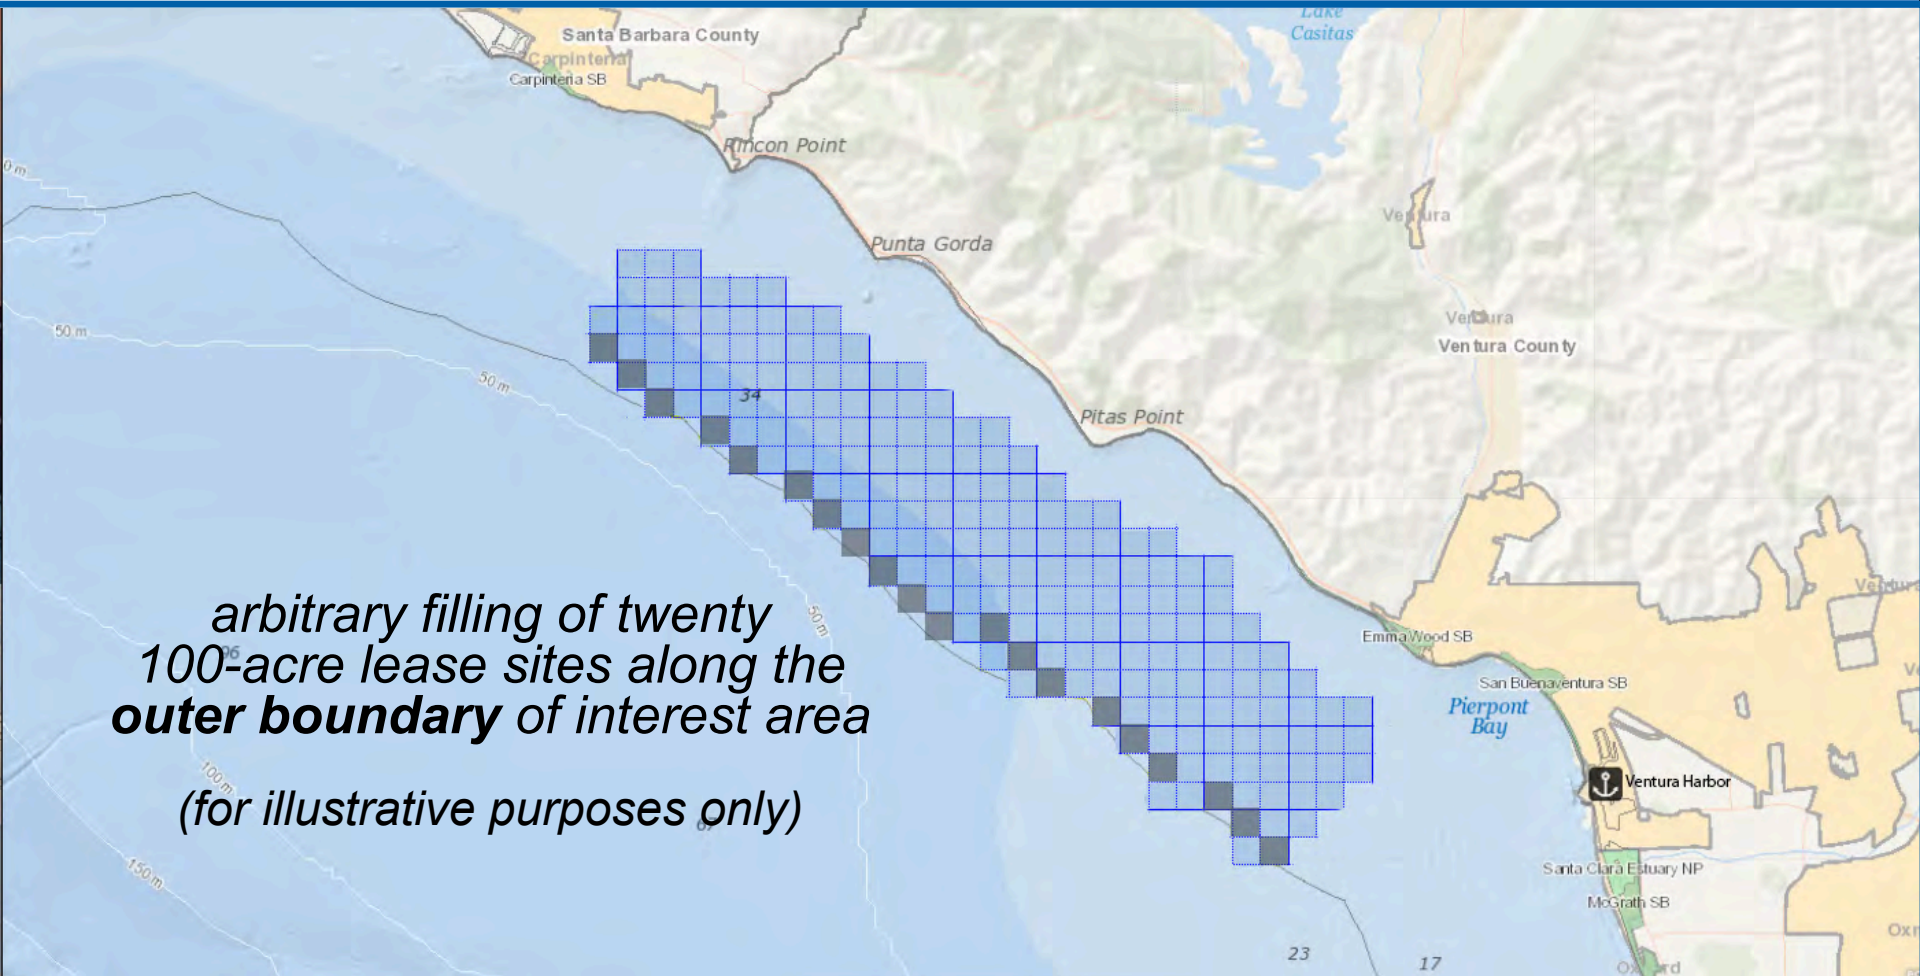 Lake
Casitas
Santa Barbara County
Carpinteria
Carpinteria SB
Rincon Point
0 m
Ventura
Punta Gorda
50 m
Ventura
Ventura County
50 m
34
Pitas Point
arbitrary filling of twenty
100-acre lease sites along the
outer boundary of interest area
(for illustrative purposes only)
96
50 m
67
Emma Wood SB
San Buenaventura SB
Pierpont
Bay
Ventura Harbor
100 m
150 m
Santa Clara Estuary NP
McGrath SB
23
17